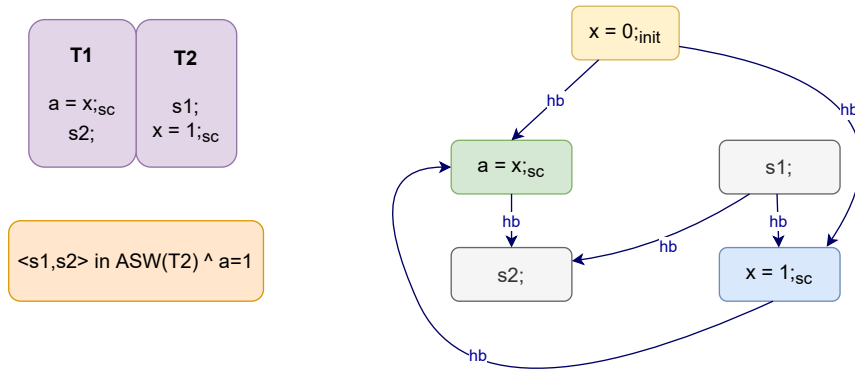 T1
a = x;sc
s2;
T2
s1;
x = 1;sc
<s1,s2> in ASW(T2) ^ a=1
x = 0;init
hb
hb
a = x;sc
s1;
hb
hb
hb
s2;
x = 1;sc
hb